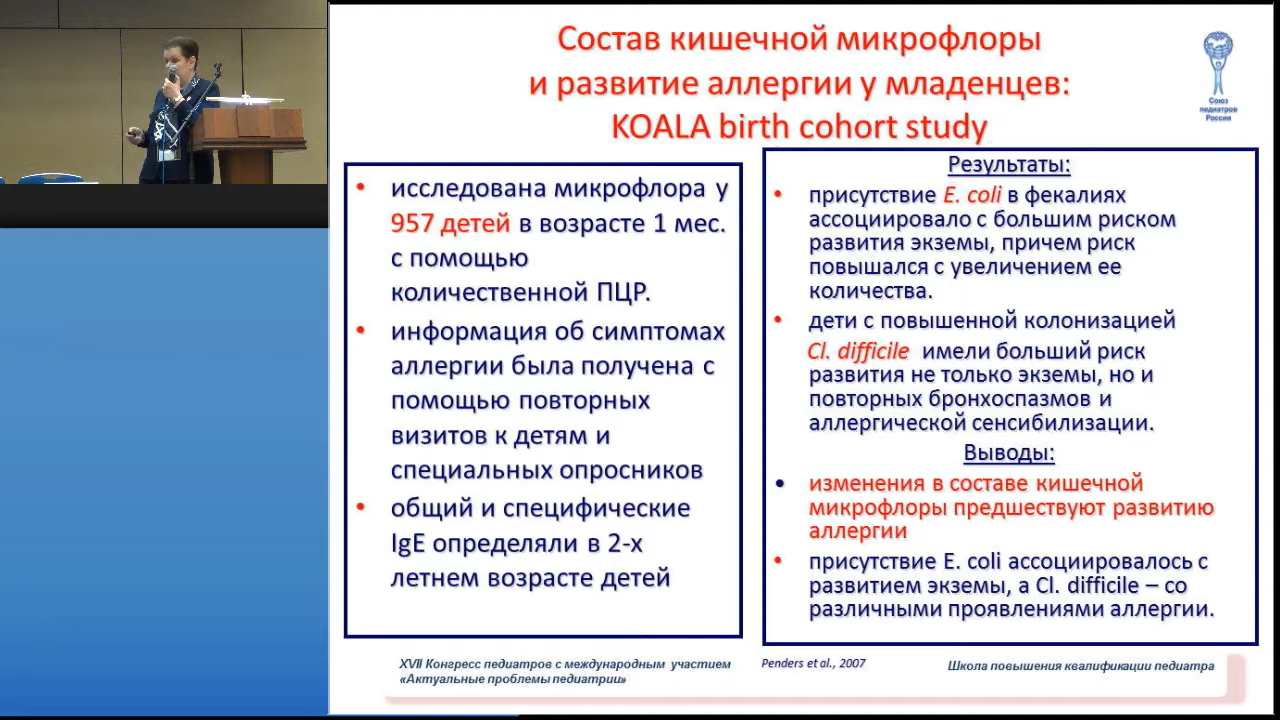 Состав кишечной микрофлоры
и развитие аллергии у младенцев:
KOALA birth cohort study
Союз
педиатров
России
• исследована микрофлора у
957 детей в возрасте 1 мес.
с помощью
количественной ПЦР.
• информация об симптомах
аллергии была получена с
помощью повторных
визитов к детям и
специальных опросников
• общий и специфические
IgE определяли в 2-х
летнем возрасте детей
Результаты:
• присутствие E. coli в фекалиях
ассоциировало с большим риском
развития экземы, причем риск
повышался с увеличением ее
количества.
• дети с повышенной колонизацией
Cl. difficile имели больший риск
развития не только экземы, но и
повторных бронхоспазмов и
аллергической сенсибилизации.
Выводы:
• изменения в составе кишечной
микрофлоры предшествуют развитию
аллергии
• присутствие E. coli ассоциировалось с
развитием экземы, а Cl. difficile – со
различными проявлениями аллергии.
XVII Конгресс педиатров с международным участием
«Актуальные проблемы педиатрии»
Penders et al., 2007
Школа повышения квалификации педиатра